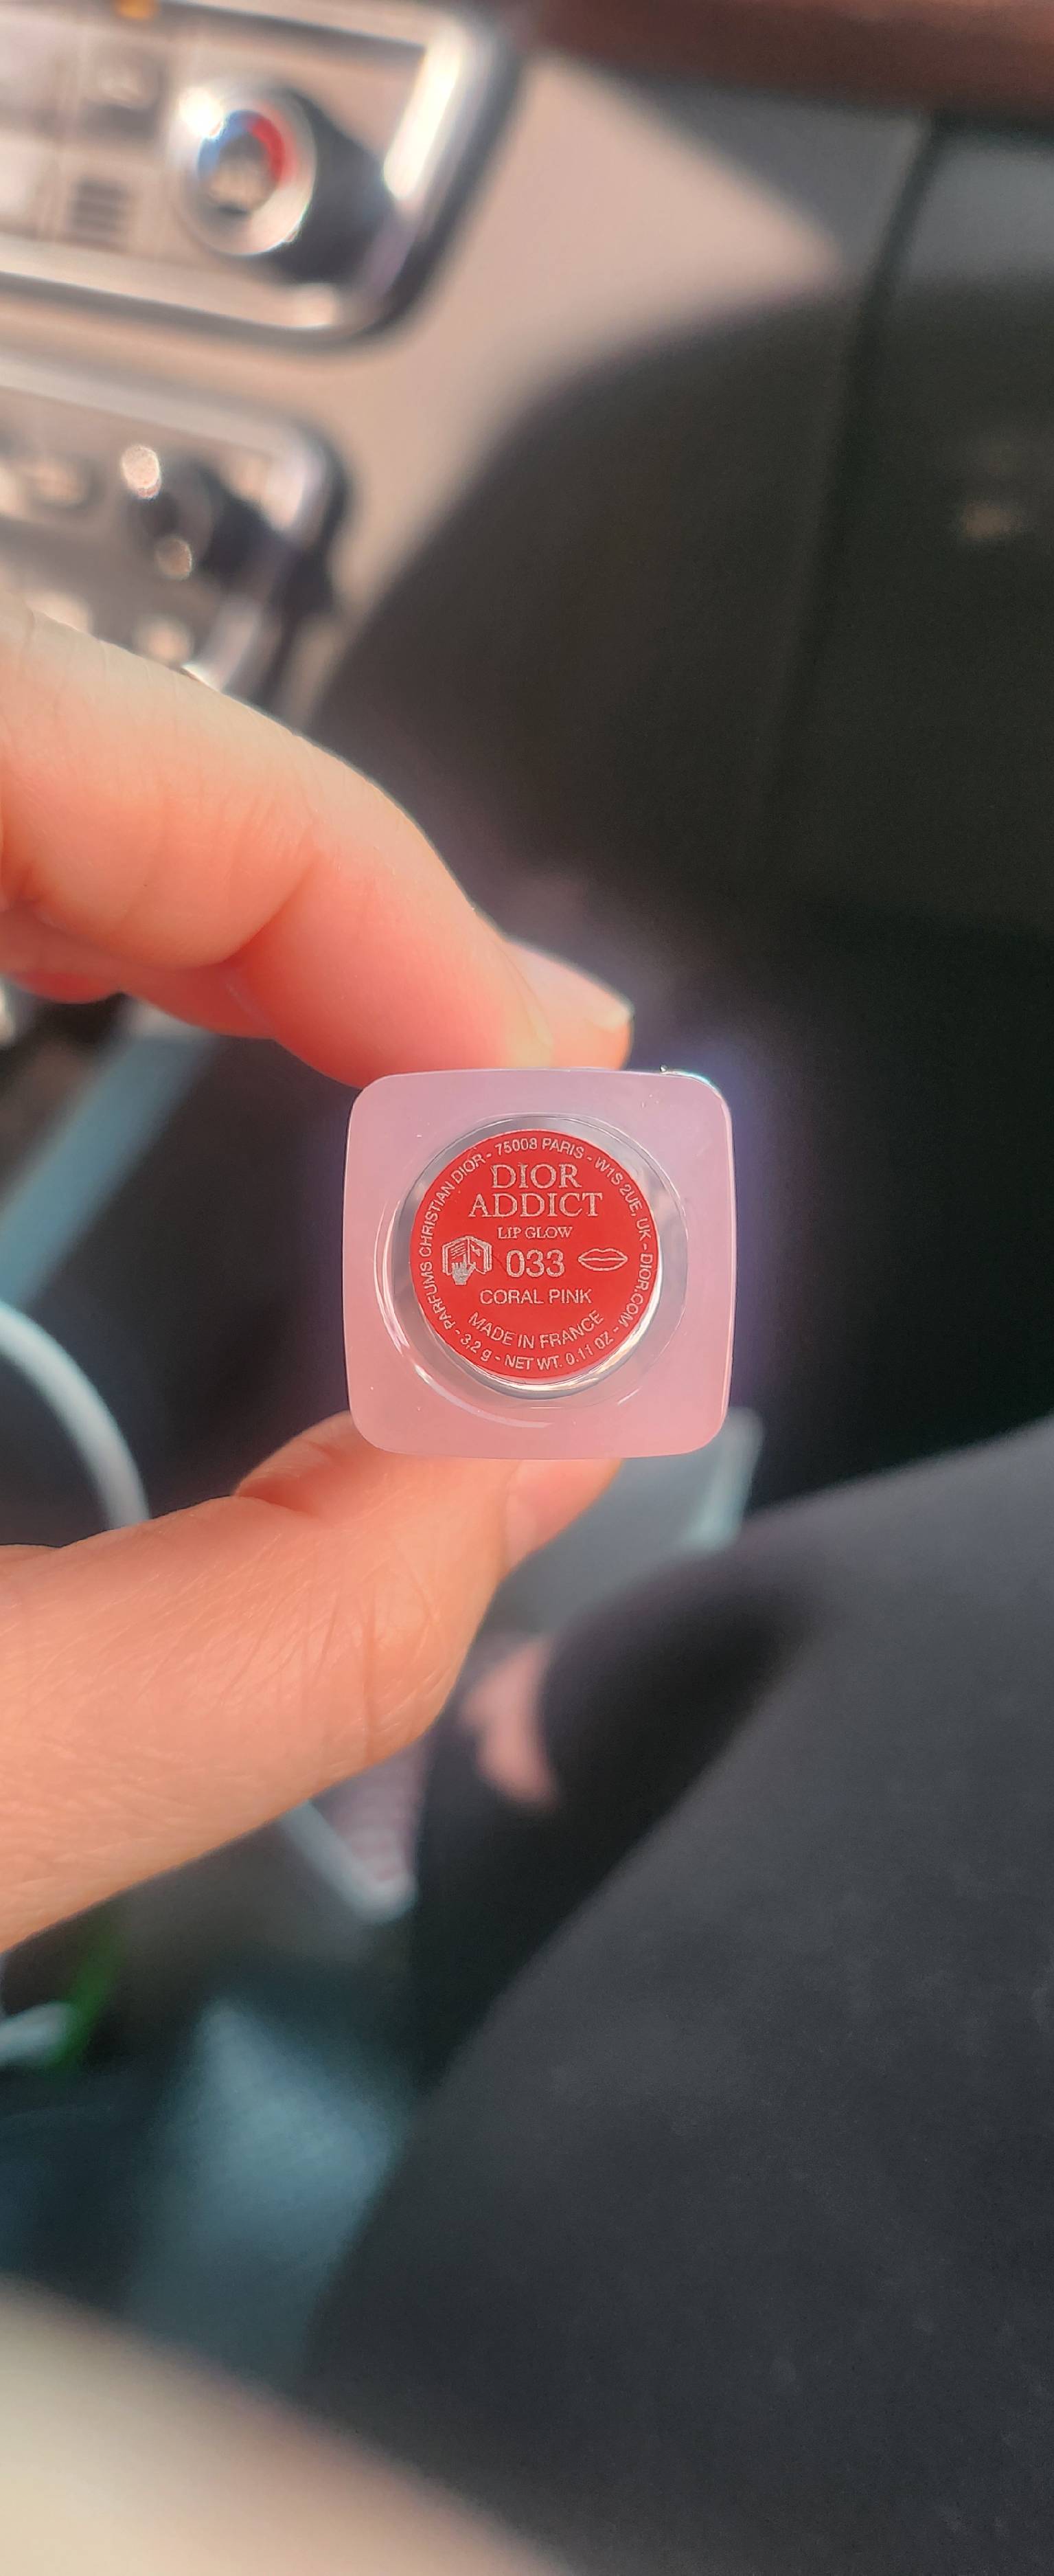 DIOR
ADDICT
LIP GLOW
033
CORAL PINK
MADE IN FRANCE
PARFUMS CHRISTIAN DIOR - 75008 PARIS - W1S 2UE, UK - DIOR.COM - 3.2 g - NET WT. 0.11 OZ -